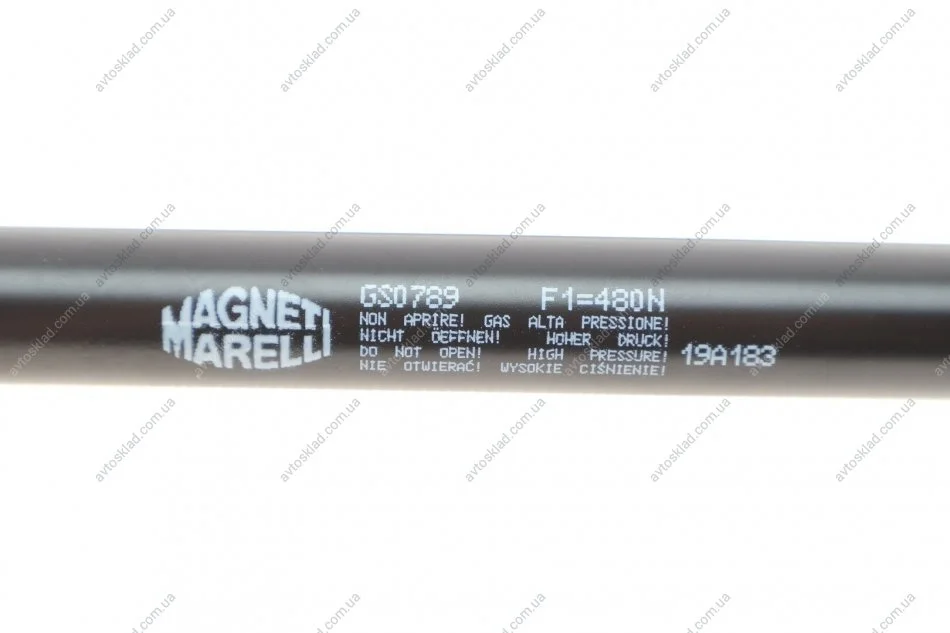 MAGNETI
MARELLI
GS0789 F1=480N
NON APRIRE! GAS ALTA PRESSIONE!
NICHT ÖEFFNEN! HOHER DRUCK!
DO NOT OPEN! HIGH PRESSURE!
NIE OTWIERAĆ! WYSOKIE CIŚNIENIE!
19A183
avtosklad.com.ua